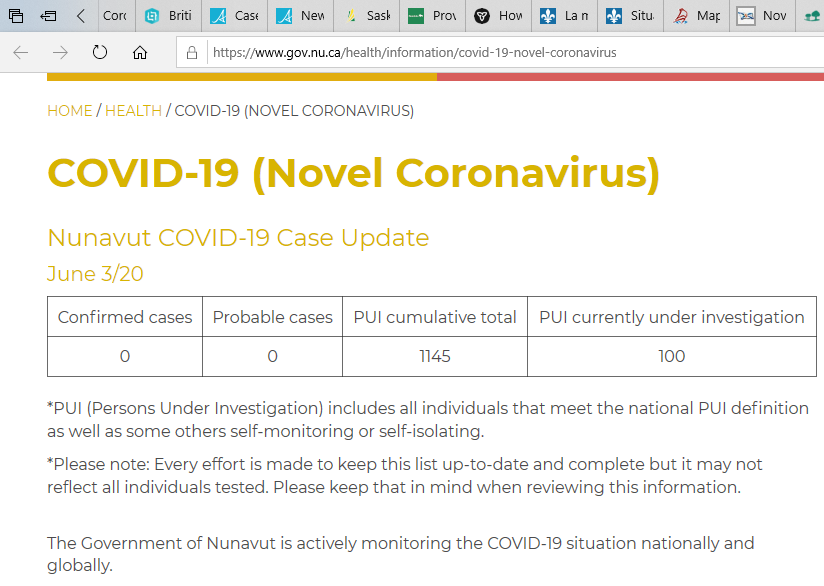 Cord
Briti
Case
New
Sask
Prov
How
La n
Situ
Map
Nov
https://www.gov.nu.ca/health/information/covid-19-novel-coronavirus
HOME / HEALTH / COVID-19 (NOVEL CORONAVIRUS)
COVID-19 (Novel Coronavirus)
Nunavut COVID-19 Case Update
June 3/20
Confirmed cases Probable cases PUI cumulative total PUI currently under investigation
0 0 1145 100
*PUI (Persons Under Investigation) includes all individuals that meet the national PUI definition
as well as some others self-monitoring or self-isolating.
*Please note: Every effort is made to keep this list up-to-date and complete but it may not
reflect all individuals tested. Please keep that in mind when reviewing this information.
The Government of Nunavut is actively monitoring the COVID-19 situation nationally and
globally.